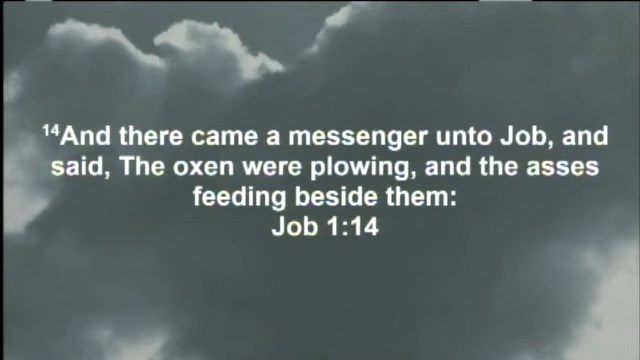 ¹⁴And there came a messenger unto Job, and
said, The oxen were plowing, and the asses
feeding beside them:
Job 1:14